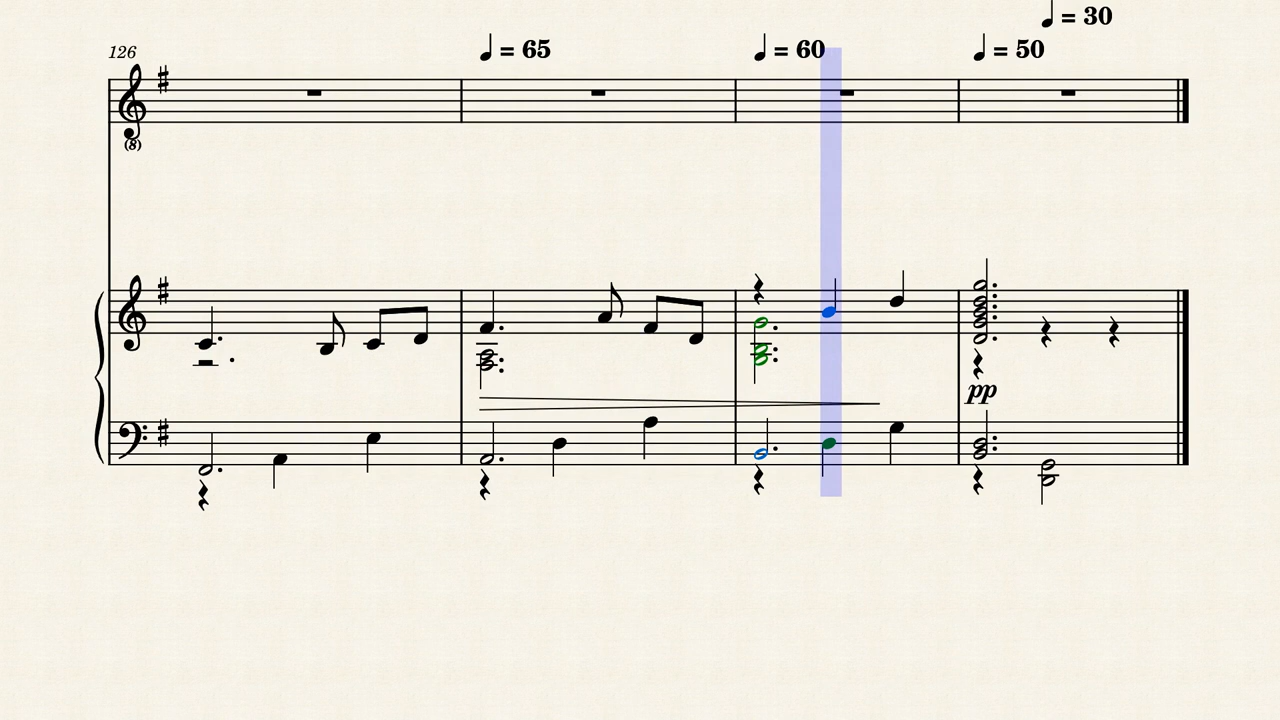 ♩ = 30
126 ♩ = 65 ♩ = 60 ♩ = 50
(8)
pp